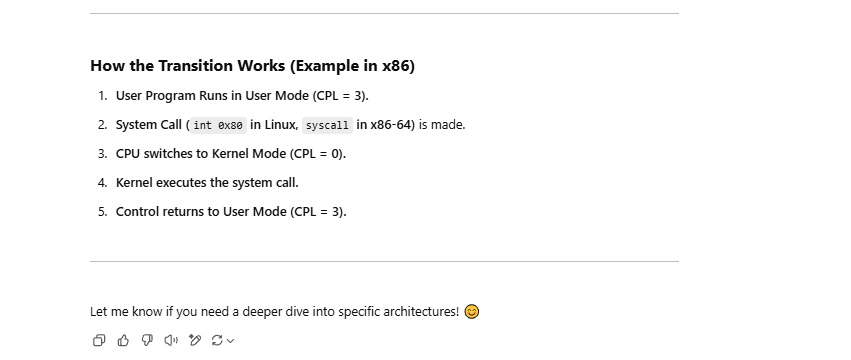 How the Transition Works (Example in x86)
1. User Program Runs in User Mode (CPL = 3).
2. System Call (int 0x80 in Linux, syscall in x86-64) is made.
3. CPU switches to Kernel Mode (CPL = 0).
4. Kernel executes the system call.
5. Control returns to User Mode (CPL = 3).
Let me know if you need a deeper dive into specific architectures! 😊